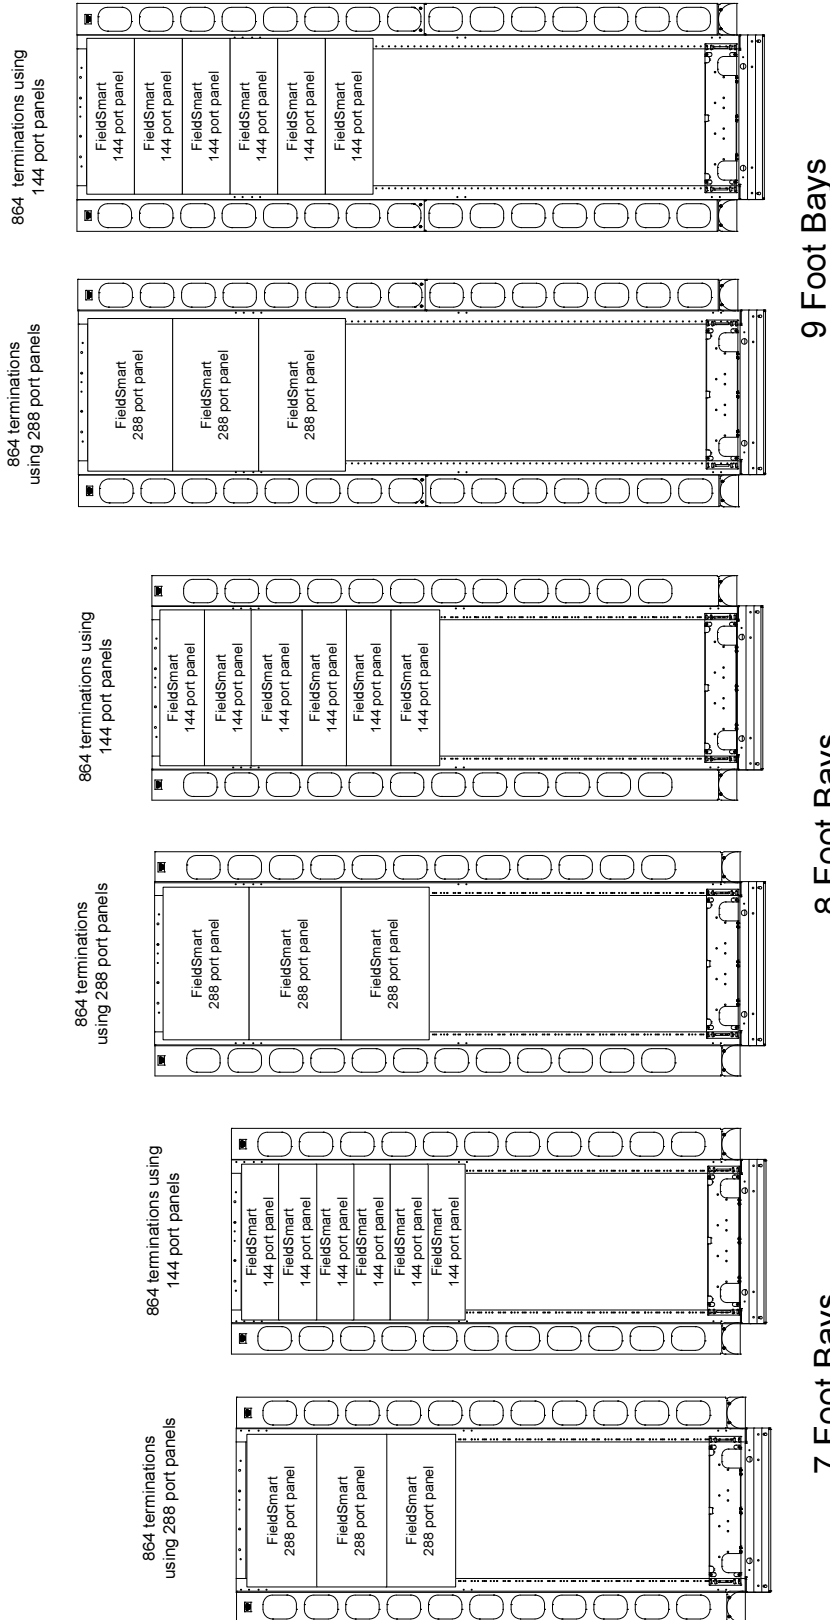 864 terminations
using 288 port panels
FieldSmart
288 port panel
FieldSmart
288 port panel
FieldSmart
288 port panel
864 terminations using
144 port panels
FieldSmart
144 port panel
FieldSmart
144 port panel
FieldSmart
144 port panel
FieldSmart
144 port panel
FieldSmart
144 port panel
FieldSmart
144 port panel
7 Foot Bays
864 terminations
using 288 port panels
FieldSmart
288 port panel
FieldSmart
288 port panel
FieldSmart
288 port panel
864 terminations using
144 port panels
FieldSmart
144 port panel
FieldSmart
144 port panel
FieldSmart
144 port panel
FieldSmart
144 port panel
FieldSmart
144 port panel
FieldSmart
144 port panel
8 Foot Bays
864 terminations
using 288 port panels
FieldSmart
288 port panel
FieldSmart
288 port panel
FieldSmart
288 port panel
864 terminations using
144 port panels
FieldSmart
144 port panel
FieldSmart
144 port panel
FieldSmart
144 port panel
FieldSmart
144 port panel
FieldSmart
144 port panel
FieldSmart
144 port panel
9 Foot Bays